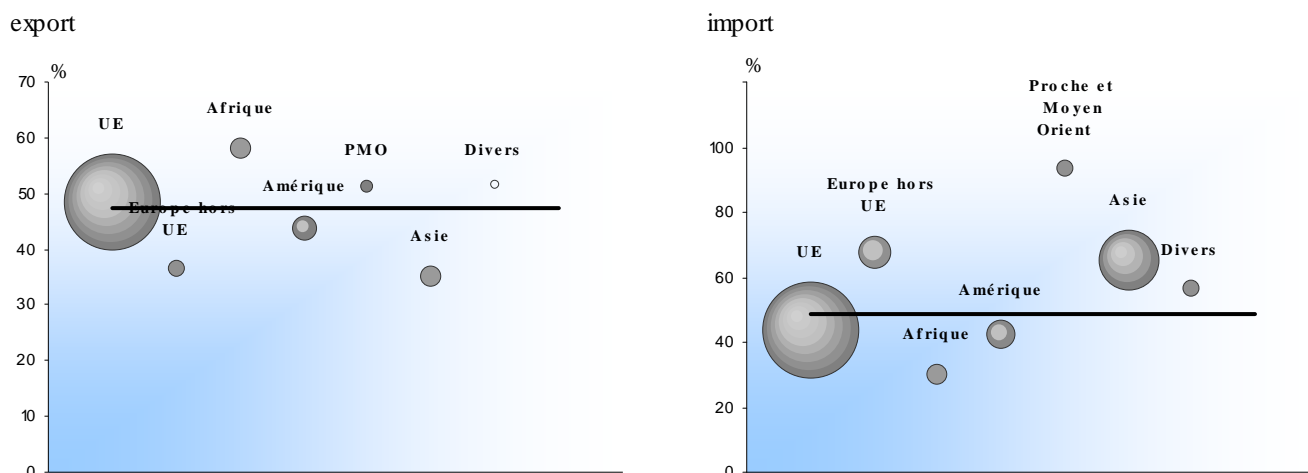 export
%
70
60
50
40
30
20
10
0
UE
Afrique
Europe hors
UE
Amérique
PMO
Asie
Divers
import
%
100
80
60
40
20
0
UE
Europe hors
UE
Afrique
Amérique
Proche et
Moyen
Orient
Asie
Divers